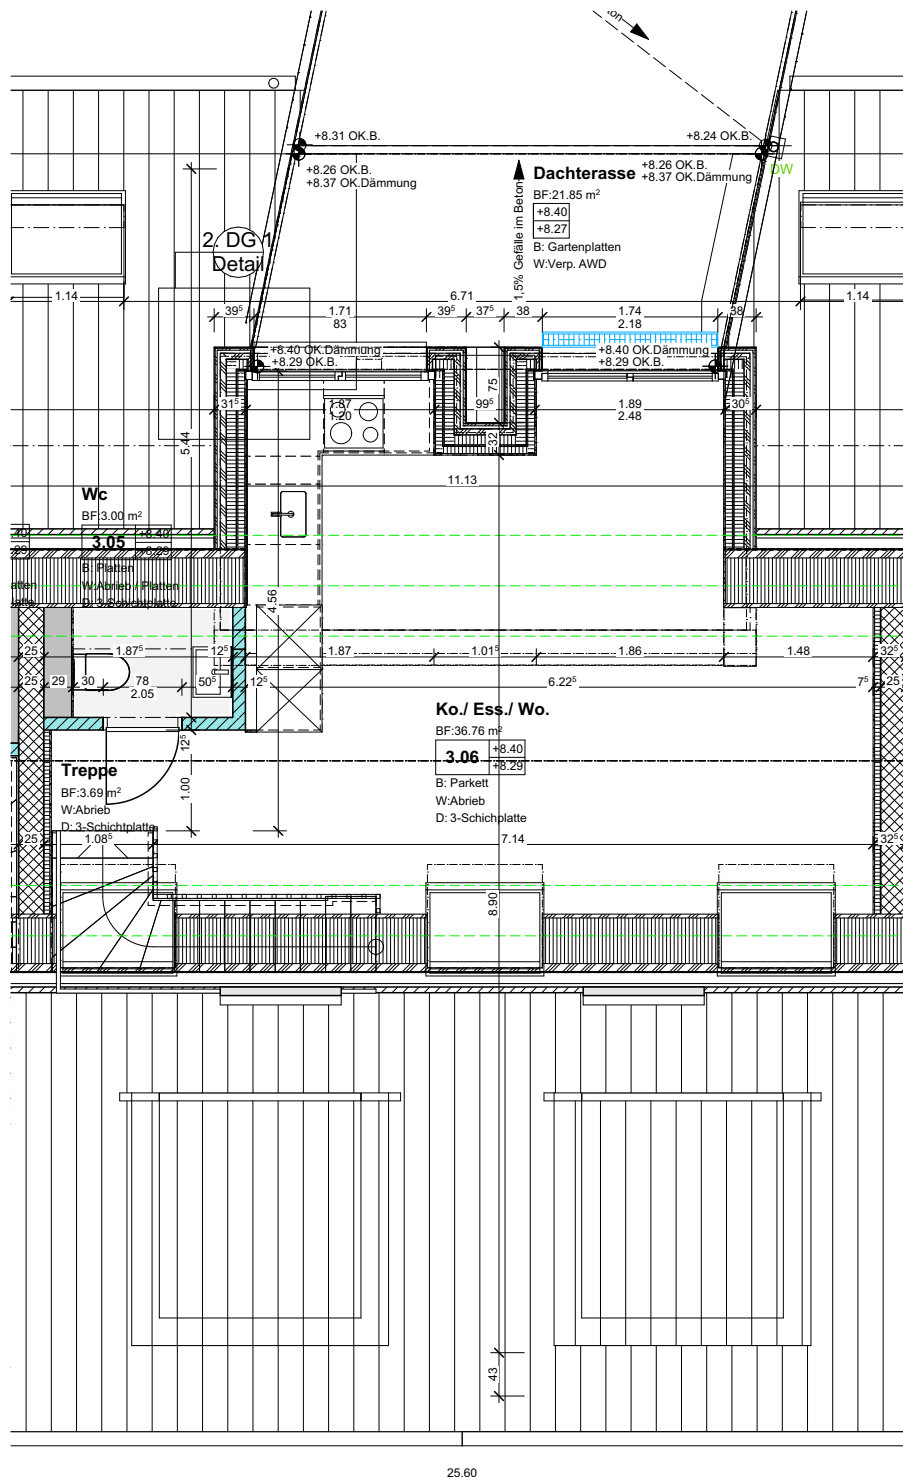 +8.31 OK.B.
+8.24 OK.B.
+8.26 OK.B.
+8.37 OK.Dämmung
Dachterasse
+8.26 OK.B.
+8.37 OK.Dämmung
DW
BF:21.85 m²
+8.40
+8.27
B: Gartenplatten
W:Verp. AWD
1.5% Gefälle im Beton
2. DG 1
Detail
1.14
6.71
1.14
39⁵
1.71
83
39⁵
37⁵
38
1.74
2.18
38
+8.40 OK.Dämmung
+8.29 OK.B.
+8.40 OK.Dämmung
+8.29 OK.B.
75
31⁵
1.87
1.20
99⁵
1.89
2.48
30⁵
32
5.44
11.13
Wc
BF:3.00 m²
3.05
+8.40
+8.29
B: Platten
W:Abrieb / Platten
D: 3-Schichplatte
4.56
25
1.87⁵
12⁵
1.87
1.01⁵
1.86
1.48
32⁵
25
29
30
78
2.05
50⁵
12⁵
6.22⁵
7⁵
25
Ko./ Ess./ Wo.
BF:36.76 m²
3.06
+8.40
+8.29
B: Parkett
W:Abrieb
D: 3-Schichplatte
12⁵
1.00
Treppe
BF:3.69 m²
W:Abrieb
D: 3-Schichtplatte
25
1.08⁵
7.14
32⁵
8.90
43
25.60